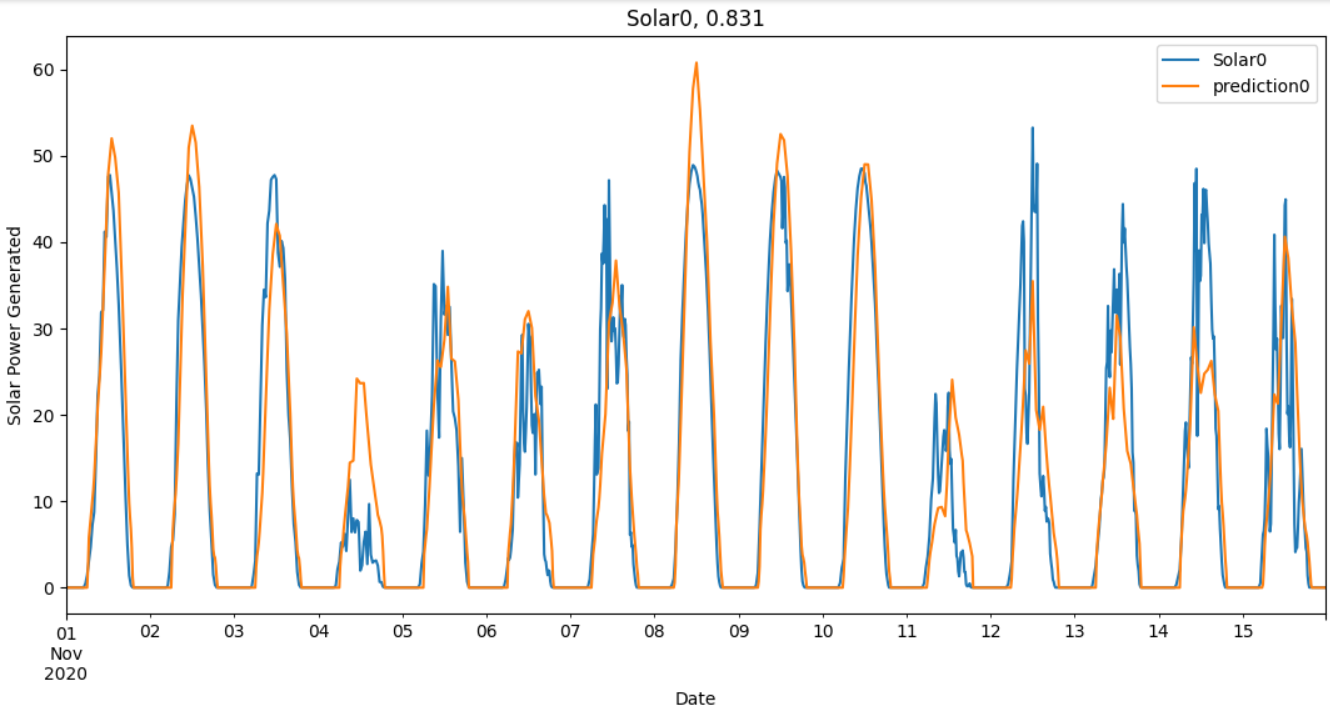 Solar0, 0.831
Solar0
prediction0
60
50
40
30
20
10
0
Solar Power Generated
01 02 03 04 05 06 07 08 09 10 11 12 13 14 15
Nov
2020
Date